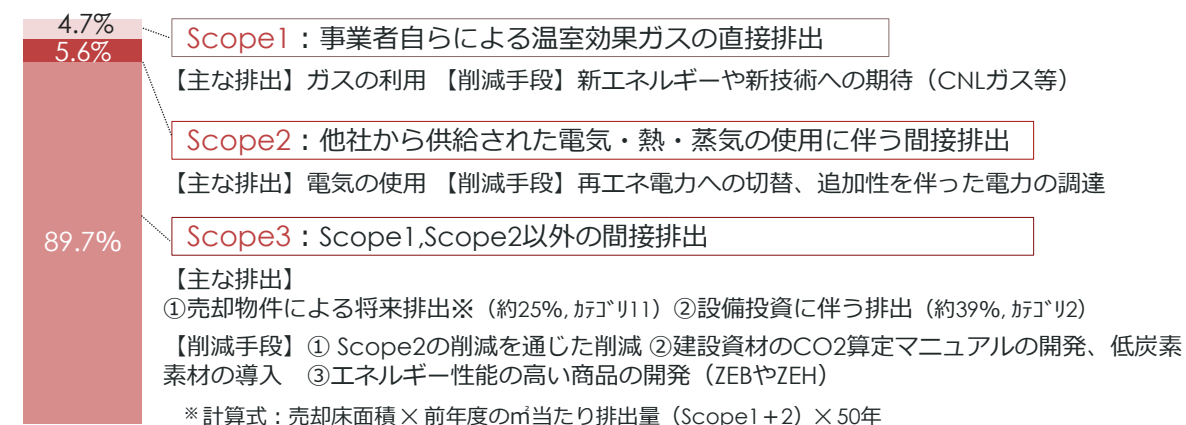 4.7%
Scope1：事業者自らによる温室効果ガスの直接排出
5.6%
【主な排出】ガスの利用 【削減手段】新エネルギーや新技術への期待（CNLガス等）
Scope2：他社から供給された電気・熱・蒸気の使用に伴う間接排出
【主な排出】電気の使用 【削減手段】再エネ電力への切替、追加性を伴った電力の調達
89.7%
Scope3：Scope1,Scope2以外の間接排出
【主な排出】
①売却物件による将来排出※（約25%, ｶﾃｺﾞﾘ11）②設備投資に伴う排出（約39%, ｶﾃｺﾞﾘ2）
【削減手段】① Scope2の削減を通じた削減 ②建設資材のCO2算定マニュアルの開発、低炭素
素材の導入　③エネルギー性能の高い商品の開発（ZEBやZEH）
※計算式：売却床面積×前年度の㎡当たり排出量（Scope1+2）×50年